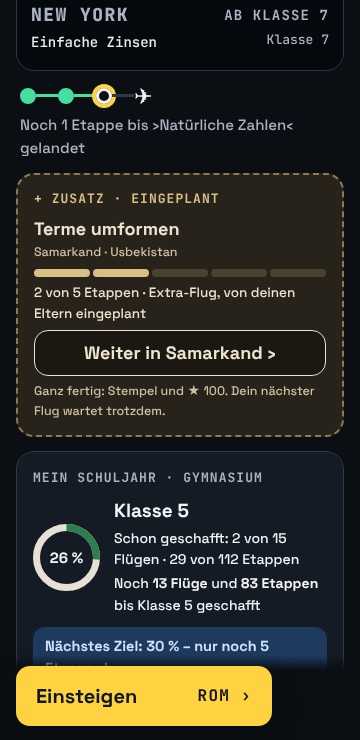 NEW YORK
AB KLASSE 7
Einfache Zinsen
Klasse 7
Noch 1 Etappe bis ›Natürliche Zahlen‹
gelandet
+ ZUSATZ · EINGEPLANT
Terme umformen
Samarkand · Usbekistan
2 von 5 Etappen · Extra-Flug, von deinen
Eltern eingeplant
Weiter in Samarkand ›
Ganz fertig: Stempel und ★ 100. Dein nächster
Flug wartet trotzdem.
MEIN SCHULJAHR · GYMNASIUM
Klasse 5
26 %
Schon geschafft: 2 von 15
Flügen · 29 von 112 Etappen
Noch 13 Flüge und 83 Etappen
bis Klasse 5 geschafft
Nächstes Ziel: 30 % – nur noch 5
Einsteigen
ROM ›